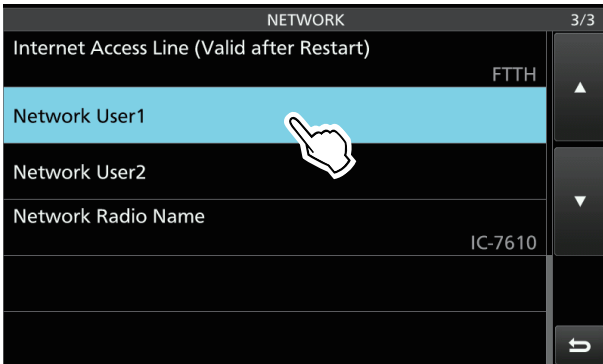 NETWORK 3/3
Internet Access Line (Valid after Restart)
FTTH
Network User1
Network User2
Network Radio Name
IC-7610